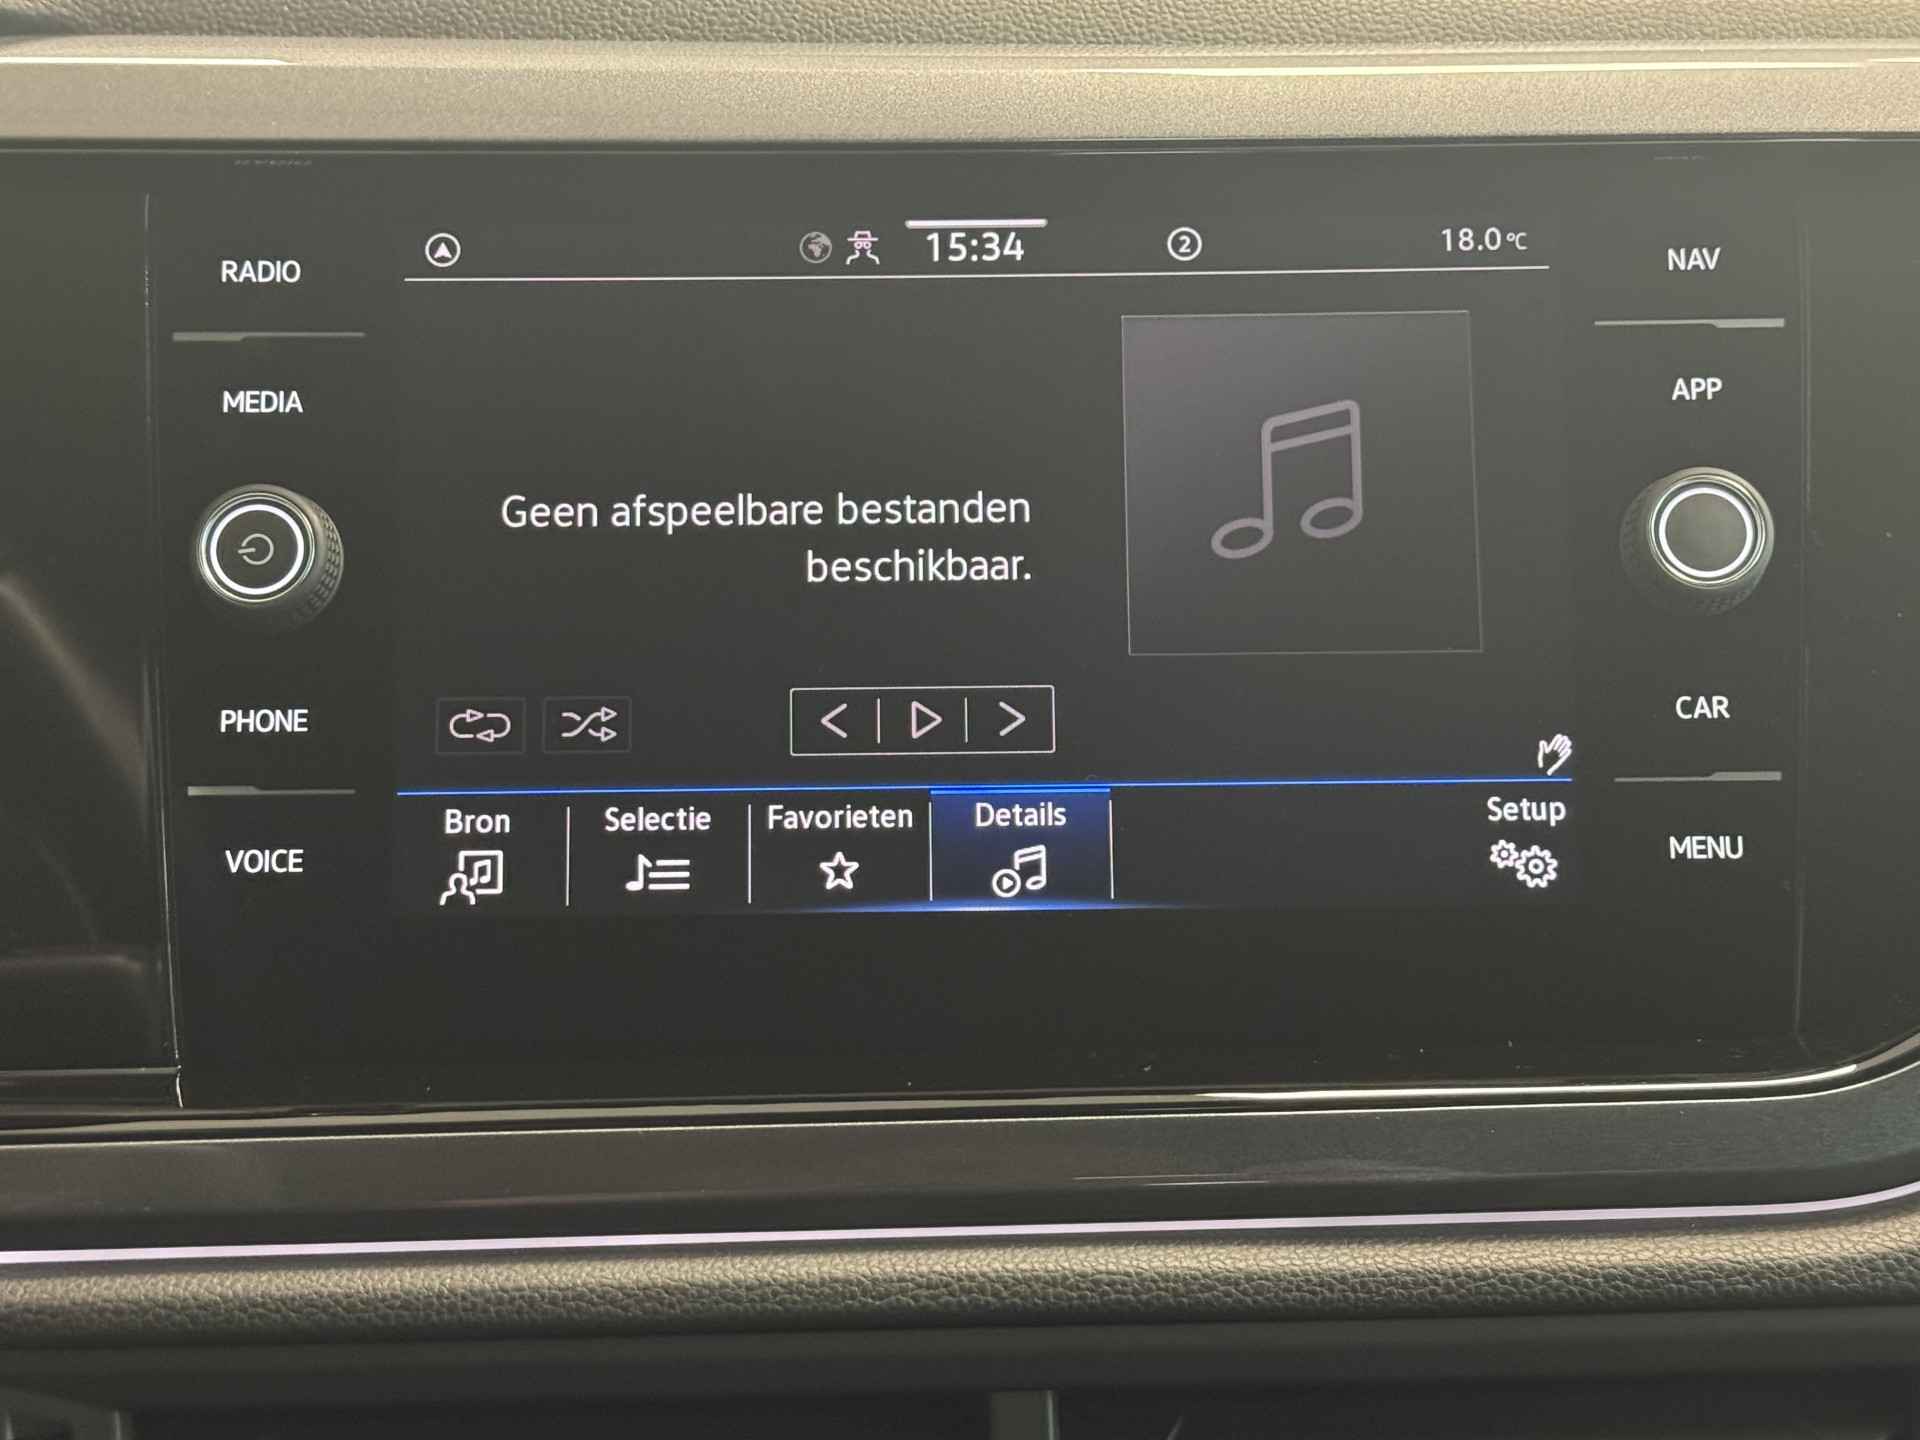 15:34
2
18.0°C
RADIO
MEDIA
PHONE
VOICE
Geen afspeelbare bestanden
beschikbaar.
Bron
Selectie
Favorieten
Details
Setup
NAV
APP
CAR
MENU